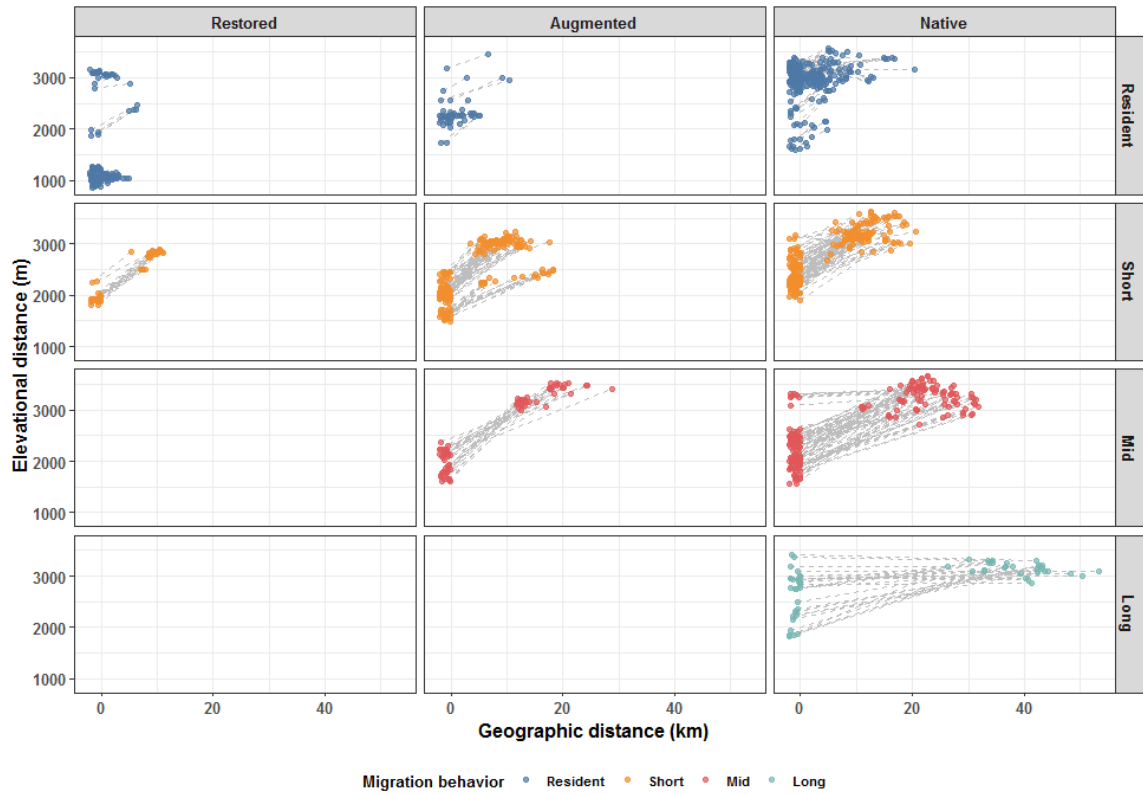 Restored Augmented Native
3000
2000
1000
Resident
3000
2000
1000
Short
Elevational distance (m)
3000
2000
1000
Mid
3000
2000
1000
Long
0 20 40 0 20 40 0 20 40
Geographic distance (km)
Migration behavior Resident Short Mid Long